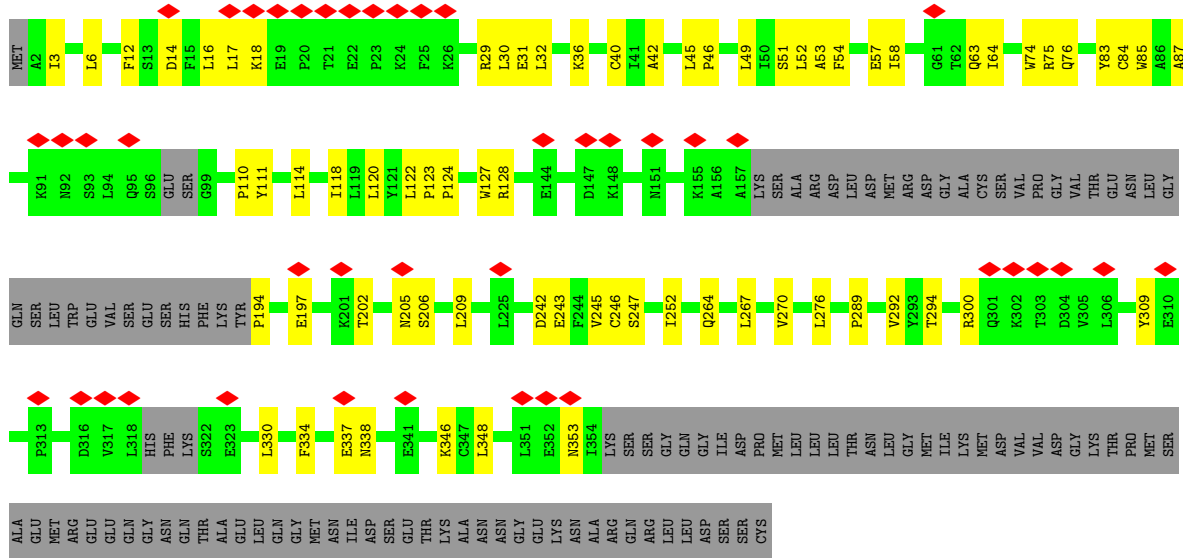 MET A2 I3 L6 F12 S13 D14 F15 L16 L17 K18 E19 P20 T21 E22 P23 K24 F25 K26 R29 L30 E31 L32 K36 C40 I41 A42 L45 P46 L49 I50 S51 L52 A53 F54 E57 I58 G61 T62 Q63 I64 W74 R75 Q76 Y83 C84 W85 A86 A87
K91 N92 S93 L94 Q95 S96 GLU SER G99 P110 Y111 L114 I118 L119 L120 Y121 L122 P123 P124 W127 R128 E144 D147 K148 N151 K155 A156 A157 LYS SER ALA ARG ASP LEU ASP MET ARG ASP GLY ALA CYS SER VAL PRO GLY VAL THR GLU ASN LEU GLY
GLN SER LEU TRP GLU VAL SER GLU SER HIS PHE LYS TYR P194 E197 K201 T202 N205 S206 L209 L225 D242 E243 F244 V245 C246 S247 I252 Q264 L267 V270 L276 P289 V292 Y293 T294 R300 Q301 K302 T303 D304 V305 L306 Y309 E310
P313 D316 V317 L318 HIS PHE LYS S322 E323 L330 F334 E337 N338 E341 K346 C347 L348 L351 E352 N353 I354 LYS SER SER GLY GLN GLY ILE ASP PRO MET LEU LEU LEU THR ASN LEU GLY MET ILE LYS MET ASP VAL VAL ASP GLY LYS THR PRO MET SER
ALA GLU MET ARG GLU GLU GLN GLY ASN GLN THR ALA GLU LEU GLN GLY MET ASN ILE ASP SER GLU THR LYS ALA ASN ASN GLY GLU LYS ASN ALA ARG GLN ARG LEU LEU ASP SER SER CYS